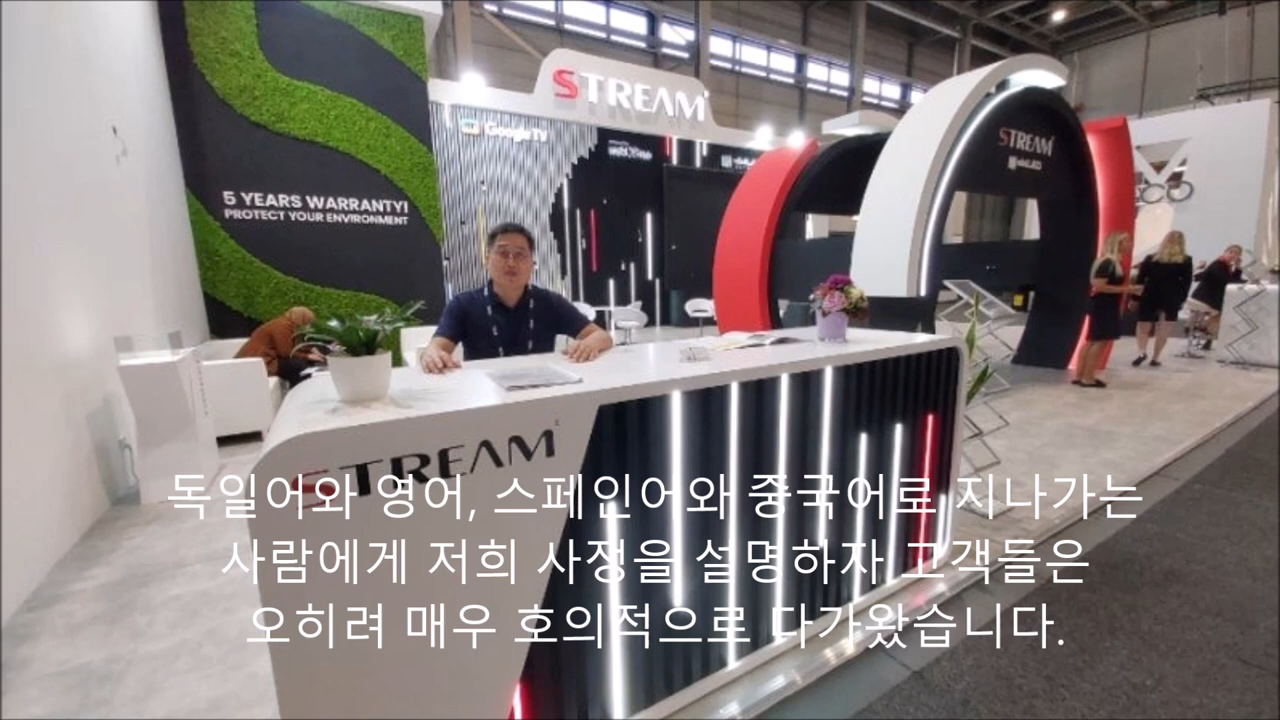 STREAM
Google TV
STREAM
5 YEARS WARRANTY!
PROTECT YOUR ENVIRONMENT
STREAM
독일어와 영어, 스페인어와 중국어로 지나가는
사람에게 저희 사정을 설명하자 고객들은
오히려 매우 호의적으로 다가왔습니다.